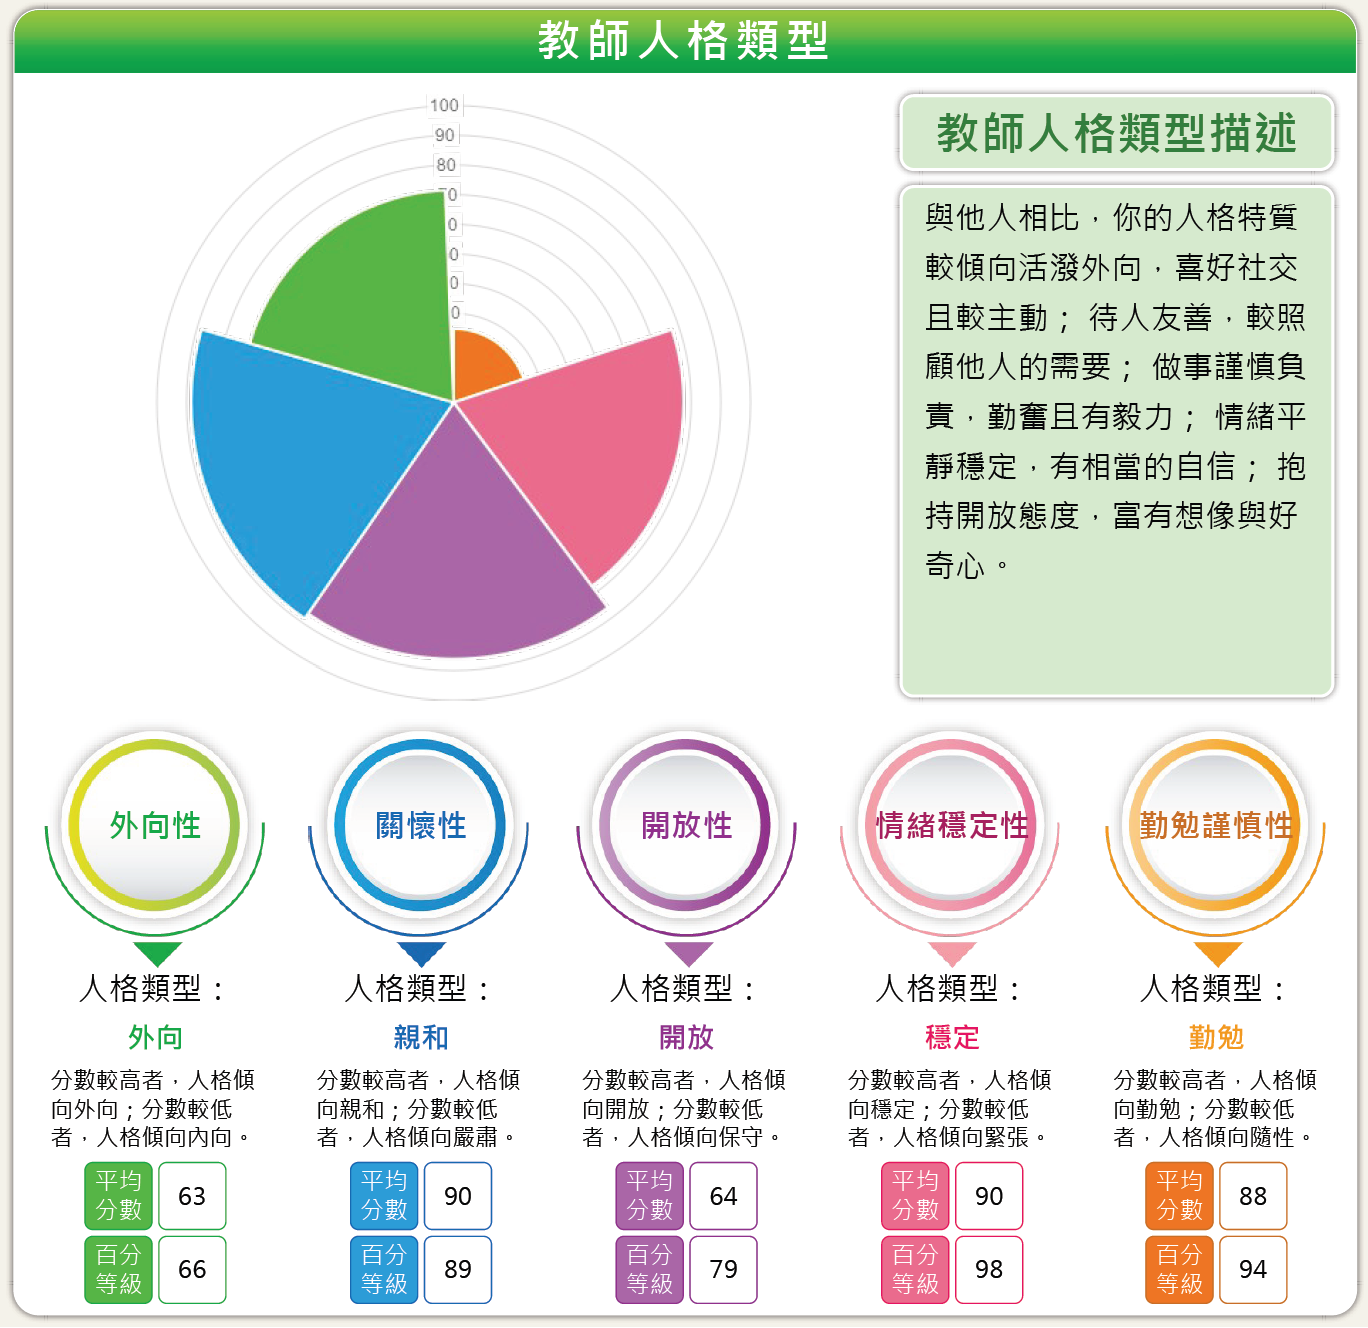 教師人格類型
100
90
80
70
0
0
0
0
教師人格類型描述
與他人相比，你的人格特質
較傾向活潑外向，喜好社交
且較主動； 待人友善，較照
顧他人的需要； 做事謹慎負
責，勤奮且有毅力； 情緒平
靜穩定，有相當的自信； 抱
持開放態度，富有想像與好
奇心。
外向性
關懷性
開放性
情緒穩定性
勤勉謹慎性
人格類型：
人格類型：
人格類型：
人格類型：
人格類型：
外向
親和
開放
穩定
勤勉
分數較高者，人格傾
向外向；分數較低
者，人格傾向內向。
分數較高者，人格傾
向親和；分數較低
者，人格傾向嚴肅。
分數較高者，人格傾
向開放；分數較低
者，人格傾向保守。
分數較高者，人格傾
向穩定；分數較低
者，人格傾向緊張。
分數較高者，人格傾
向勤勉；分數較低
者，人格傾向隨性。
平均
分數
63
平均
分數
90
平均
分數
64
平均
分數
90
平均
分數
88
百分
等級
66
百分
等級
89
百分
等級
79
百分
等級
98
百分
等級
94